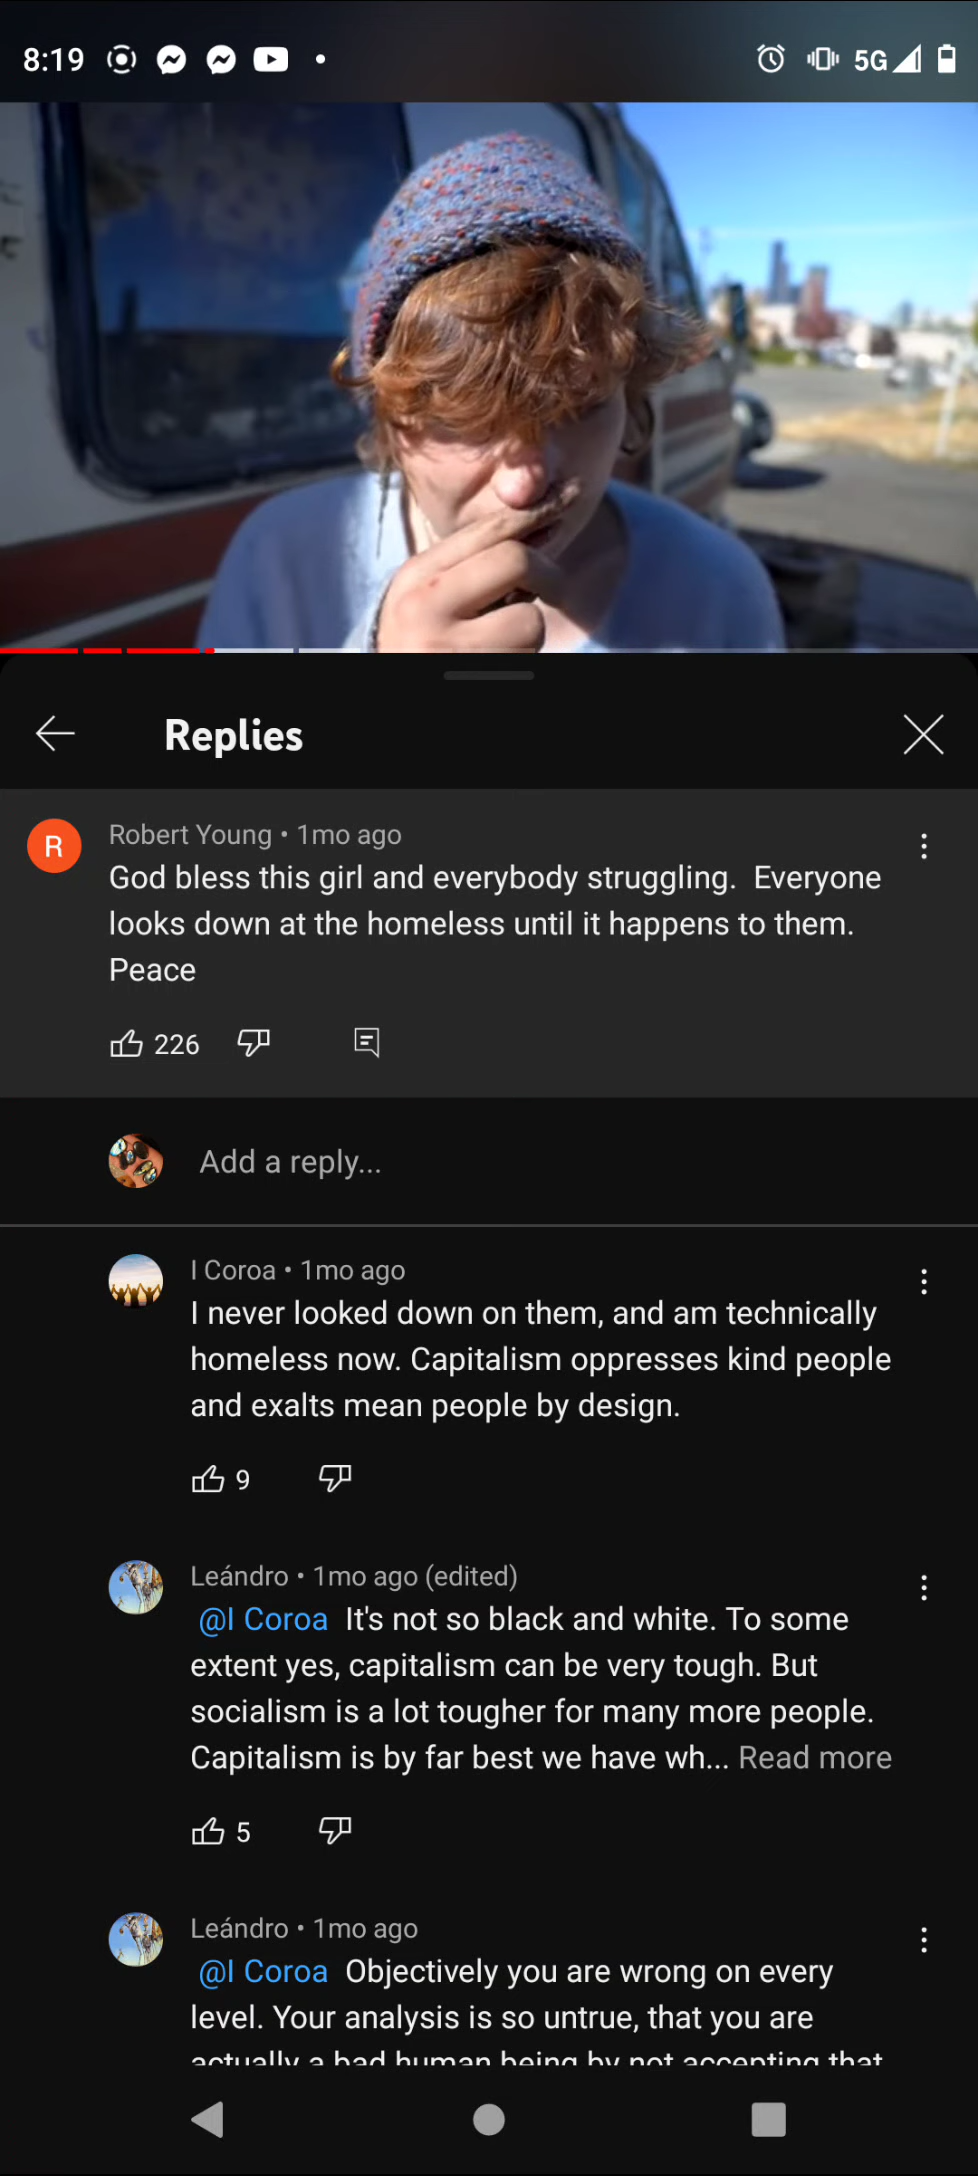 8:19
5G
Replies
R
Robert Young • 1mo ago
God bless this girl and everybody struggling.  Everyone
looks down at the homeless until it happens to them.
Peace
226
Add a reply...
I Coroa • 1mo ago
I never looked down on them, and am technically
homeless now. Capitalism oppresses kind people
and exalts mean people by design.
9
Leándro • 1mo ago (edited)
@I Coroa  It's not so black and white. To some
extent yes, capitalism can be very tough. But
socialism is a lot tougher for many more people.
Capitalism is by far best we have wh... Read more
5
Leándro • 1mo ago
@I Coroa  Objectively you are wrong on every
level. Your analysis is so untrue, that you are
actually a bad human being by not accepting that